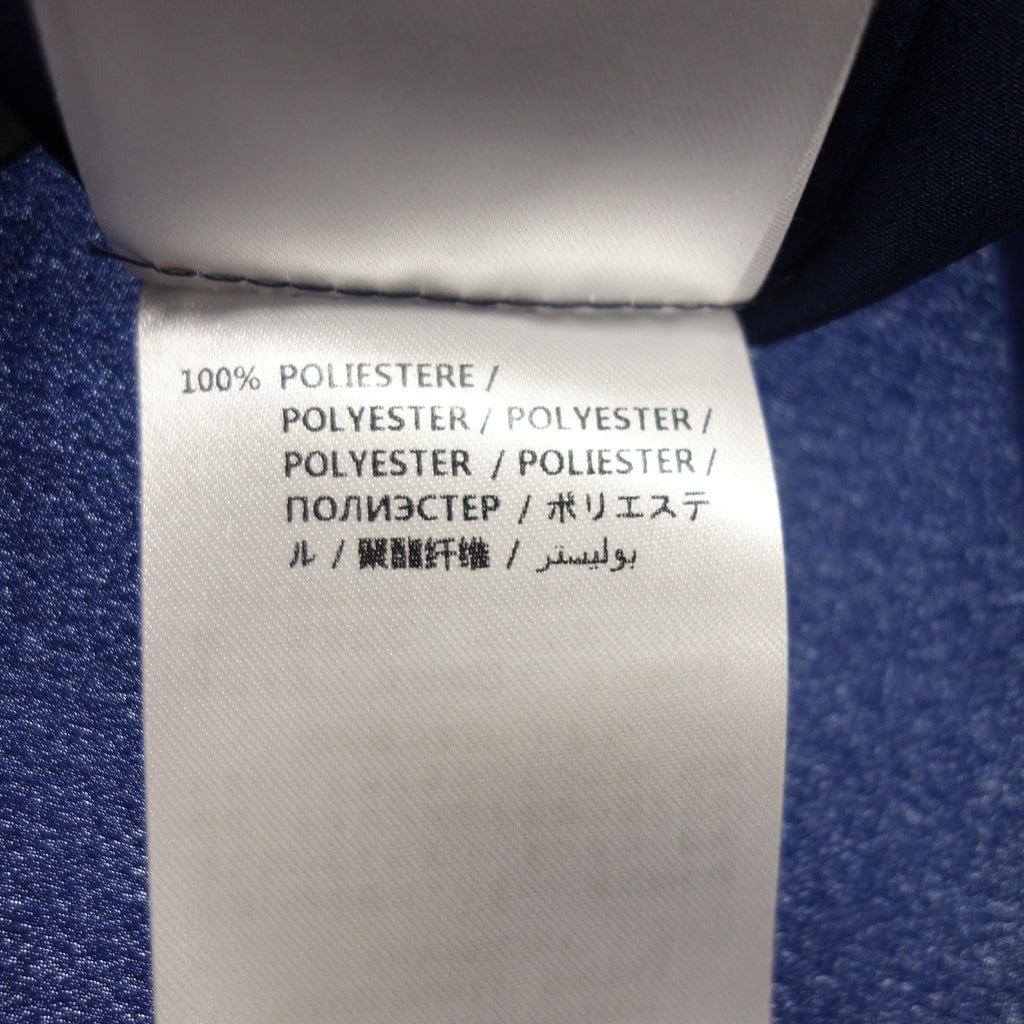 100% POLIESTERE /
POLYESTER / POLYESTER /
POLYESTER / POLIESTER /
ПОЛИЭСТЕР / ポリエステ
ル / 聚酯纤维 / بوليستر